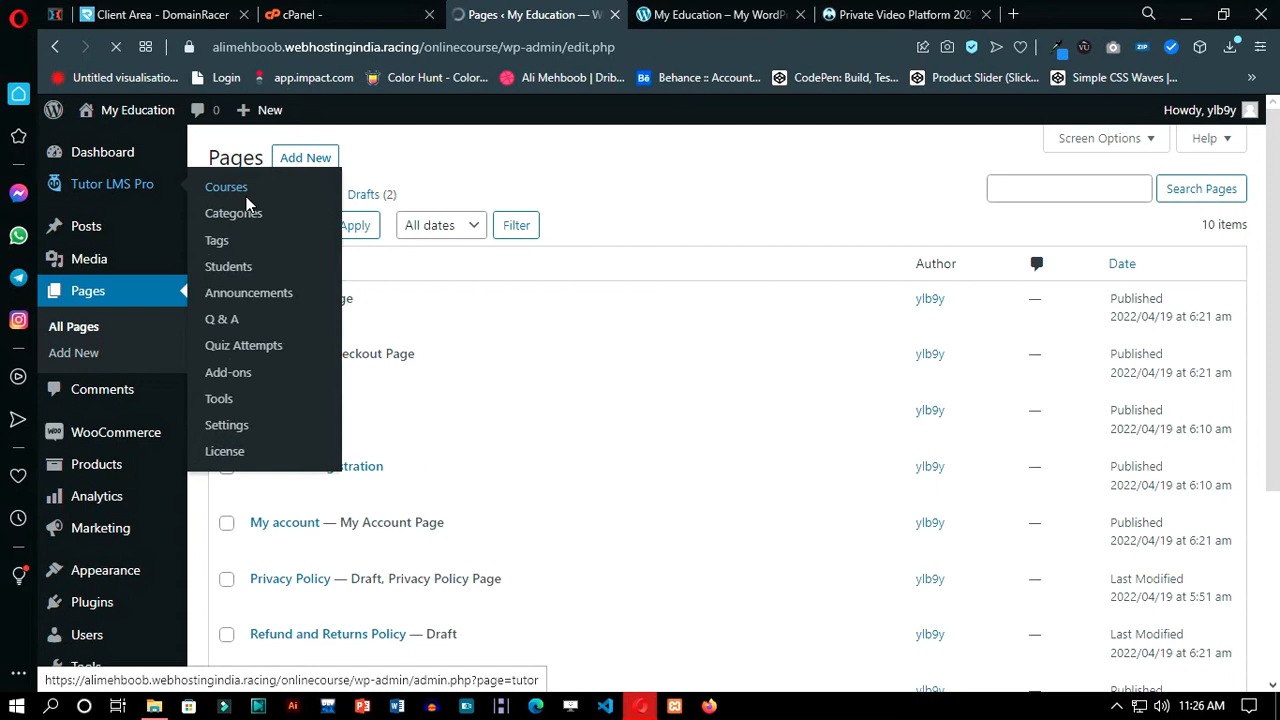 Client Area - DomainRacer
cPanel -
Pages ‹ My Education — W
My Education – My WordP
Private Video Platform 202
alimehboob.webhostingindia.racing/onlinecourse/wp-admin/edit.php
VU
ZIP
Untitled visualisatio...
Login
app.impact.com
Color Hunt - Color...
Ali Mehboob | Drib...
Behance :: Account...
CodePen: Build, Tes...
Product Slider (Slick...
Simple CSS Waves |...
My Education
0
New
Howdy, ylb9y
Dashboard
Tutor LMS Pro
Posts
Media
Pages
All Pages
Add New
Comments
WooCommerce
Products
Analytics
Marketing
Appearance
Plugins
Users
Tools
Courses
Categories
Tags
Students
Announcements
Q & A
Quiz Attempts
Add-ons
Tools
Settings
License
Pages
Add New
Screen Options
Help
Drafts (2)
Search Pages
Apply
All dates
Filter
10 items
Author
Date
ge
ylb9y
—
Published
2022/04/19 at 6:21 am
eckout Page
ylb9y
—
Published
2022/04/19 at 6:21 am
ylb9y
—
Published
2022/04/19 at 6:10 am
stration
ylb9y
—
Published
2022/04/19 at 6:10 am
My account — My Account Page
ylb9y
—
Published
2022/04/19 at 6:21 am
Privacy Policy — Draft, Privacy Policy Page
ylb9y
—
Last Modified
2022/04/19 at 5:51 am
Refund and Returns Policy — Draft
ylb9y
—
Last Modified
2022/04/19 at 6:21 am
https://alimehboob.webhostingindia.racing/onlinecourse/wp-admin/admin.php?page=tutor
11:26 AM